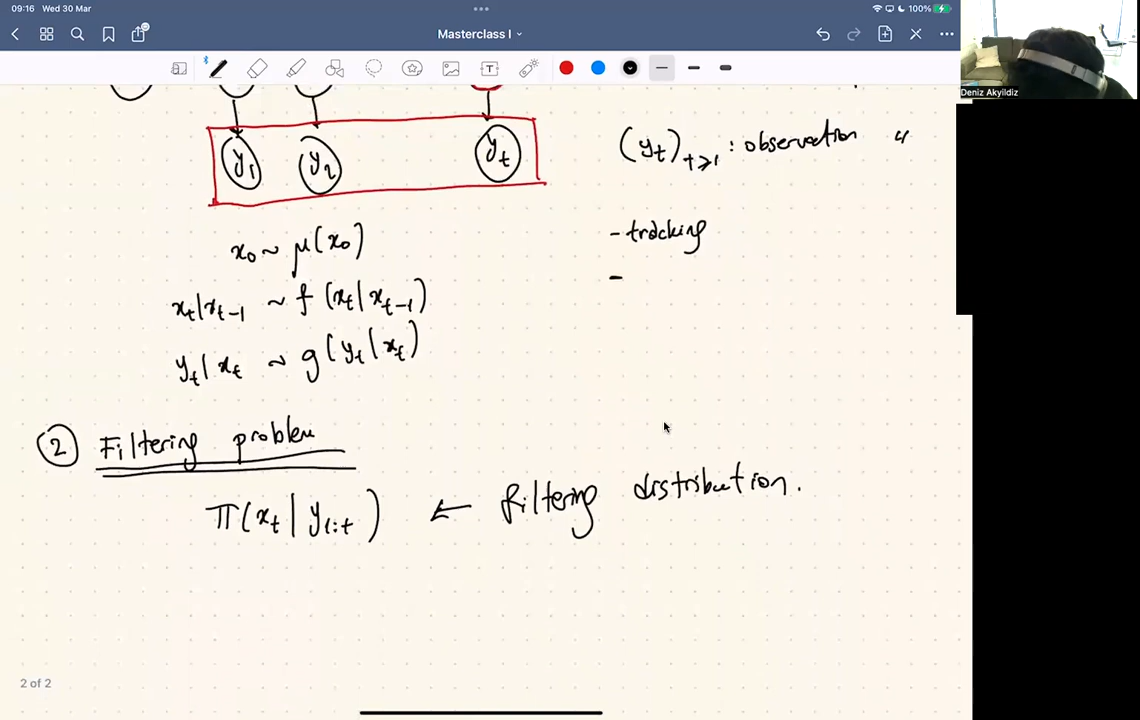 09:16 Wed 30 Mar
100%
Masterclass I
Deniz Akyildiz
y₁ y₂ yₜ
(yₜ)ₜ≥₁ : observation "
- tracking
-
x₀ ~ μ(x₀)
xₜ|xₜ₋₁ ~ f(xₜ|xₜ₋₁)
yₜ|xₜ ~ g(yₜ|xₜ)
② Filtering problem
π(xₜ|y₁:ₜ) ← filtering distribution.
2 of 2